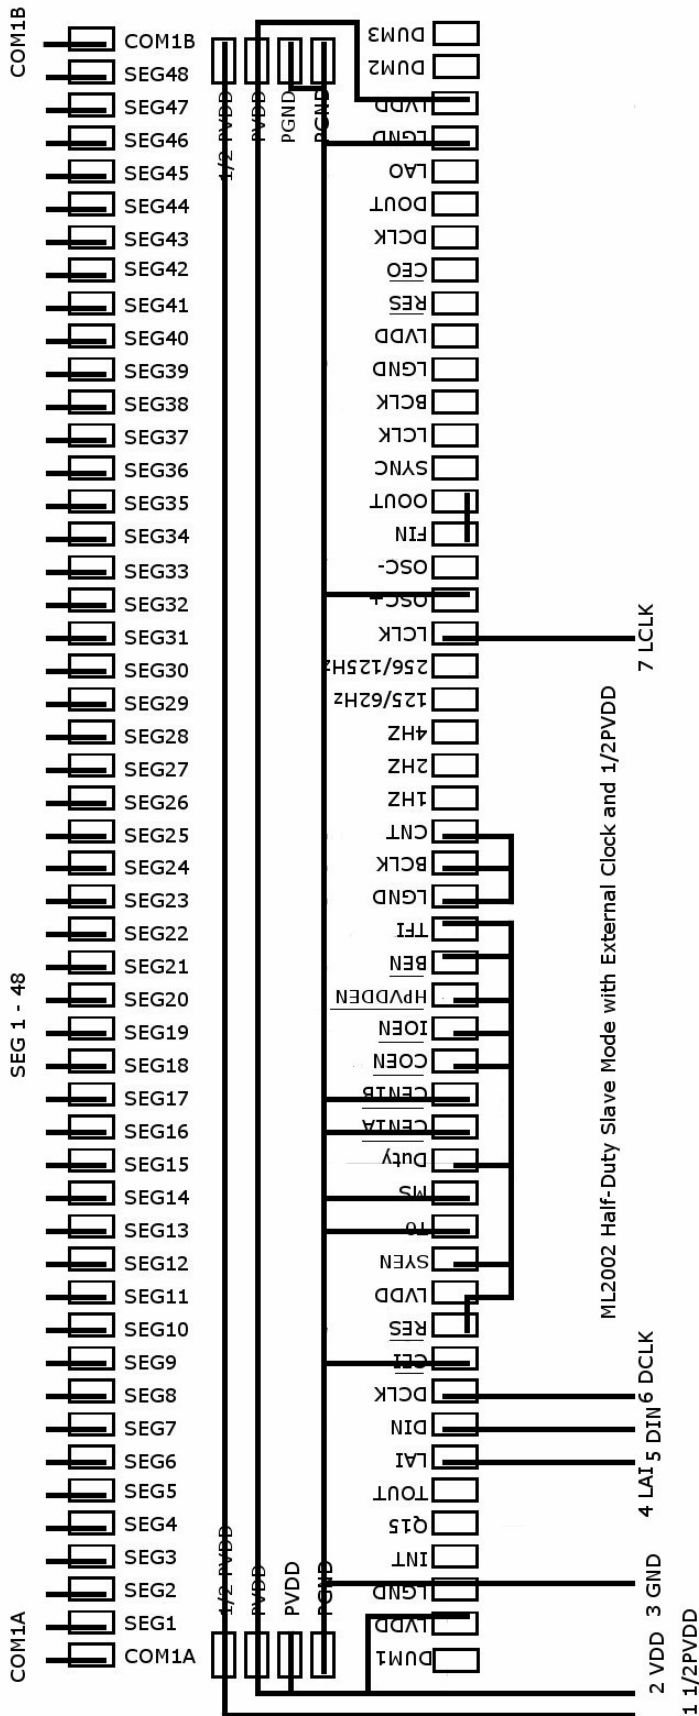 COM1B
COM1B
SEG48
SEG47
SEG46
SEG45
SEG44
SEG43
SEG42
SEG41
SEG40
SEG39
SEG38
SEG37
SEG36
SEG35
SEG34
SEG33
SEG32
SEG31
SEG30
SEG29
SEG28
SEG27
SEG26
SEG25
SEG24
SEG23
SEG22
SEG21
SEG20
SEG19
SEG18
SEG17
SEG16
SEG15
SEG14
SEG13
SEG12
SEG11
SEG10
SEG9
SEG8
SEG7
SEG6
SEG5
SEG4
SEG3
SEG2
SEG1
COM1A
SEG 1 - 48
COM1A
1/2 PVDD
PVDD
PGND
PGND
1/2 PVDD
PVDD
PVDD
PGND
DUM3
DUM2
LVDD
LGND
LAO
DOUT
DCLK
CEO
RES
LVDD
LGND
BCLK
LCLK
SYNC
OOUT
FIN
OSC-
OSC+
LCLK
256/125Hz
125/62Hz
4HZ
2HZ
1HZ
CNT
BCLK
LGND
TFI
BEN
HPVDDEN
IOEN
COEN
CEN1B
CEN1A
Duty
MS
T0
SYEN
LVDD
RES
CEI
DCLK
DIN
LAI
TOUT
Q15
INT
LGND
LVDD
DUM1
7 LCLK
ML2002 Half-Duty Slave Mode with External Clock and 1/2PVDD
6 DCLK
5 DIN
4 LAI
3 GND
2 VDD
1 1/2PVDD